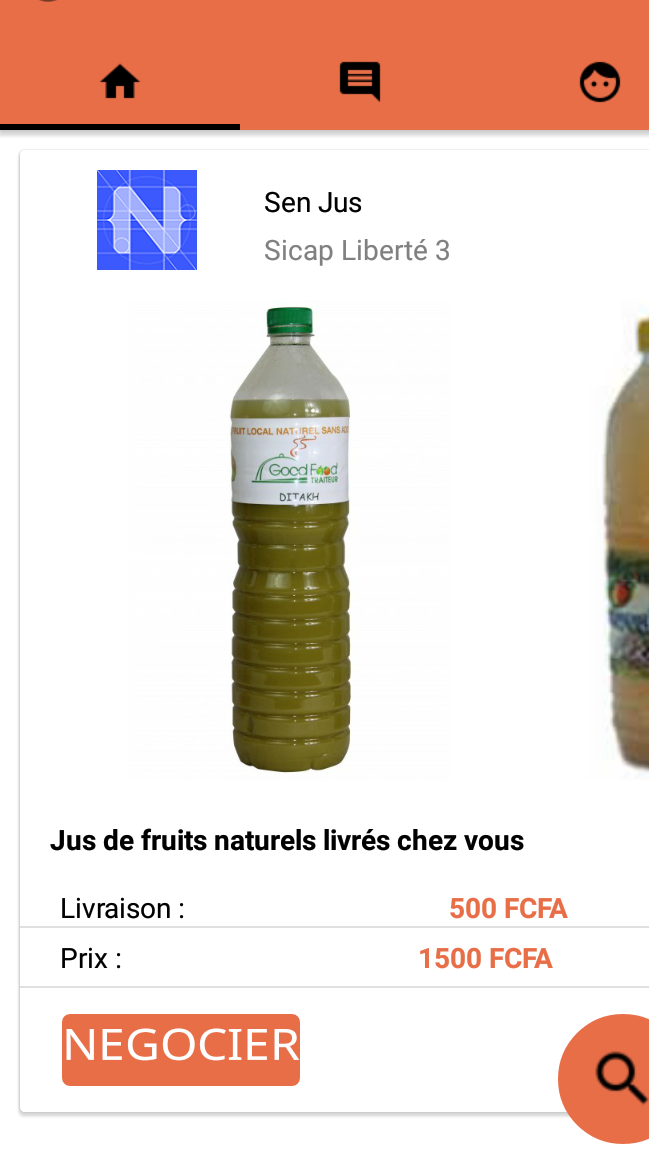 Sen Jus
Sicap Liberté 3
FRUIT LOCAL NATUREL SANS
Good Food
TRAITEUR
DITAKH
Jus de fruits naturels livrés chez vous
Livraison : 500 FCFA
Prix : 1500 FCFA
NEGOCIER